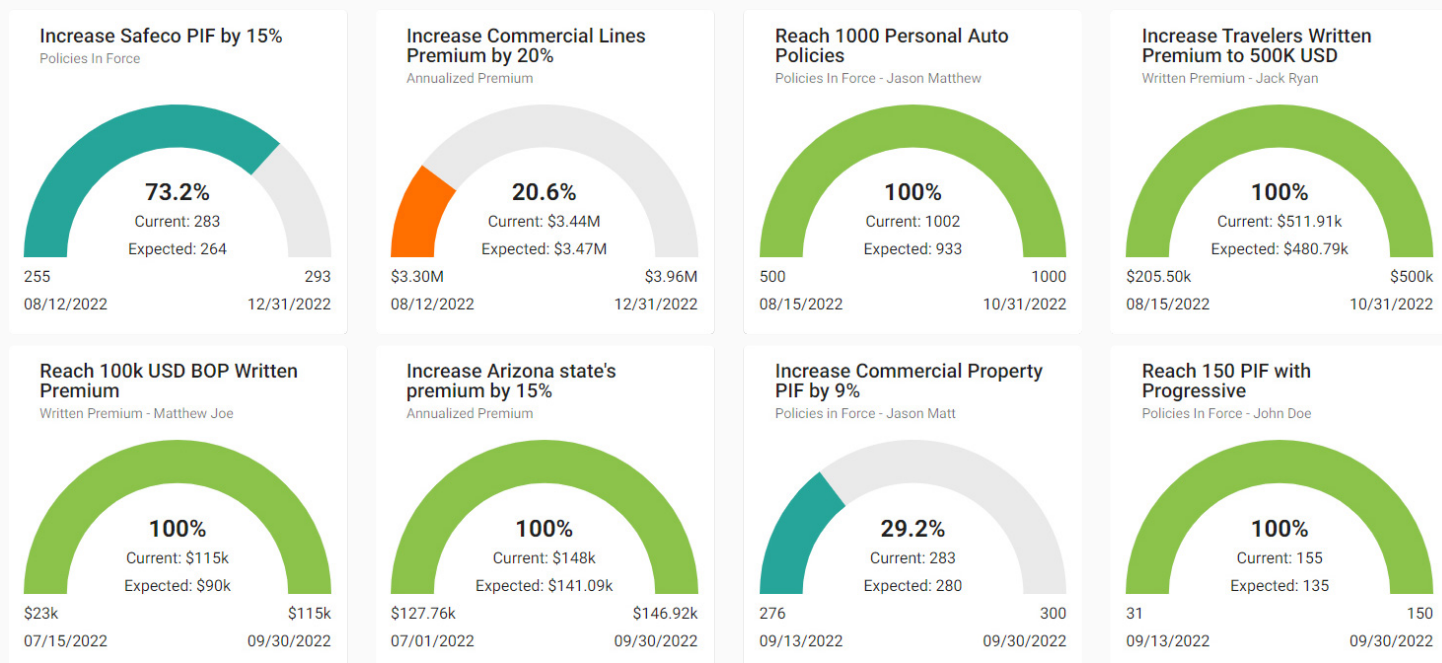 Increase Safeco PIF by 15%
Policies In Force
73.2%
Current: 283
Expected: 264
255
293
08/12/2022
12/31/2022
Increase Commercial Lines
Premium by 20%
Annualized Premium
20.6%
Current: $3.44M
Expected: $3.47M
$3.30M
$3.96M
08/12/2022
12/31/2022
Reach 1000 Personal Auto
Policies
Policies In Force - Jason Matthew
100%
Current: 1002
Expected: 933
500
1000
08/15/2022
10/31/2022
Increase Travelers Written
Premium to 500K USD
Written Premium - Jack Ryan
100%
Current: $511.91k
Expected: $480.79k
$205.50k
$500k
08/15/2022
10/31/2022
Reach 100k USD BOP Written
Premium
Written Premium - Matthew Joe
100%
Current: $115k
Expected: $90k
$23k
$115k
07/15/2022
09/30/2022
Increase Arizona state's
premium by 15%
Annualized Premium
100%
Current: $148k
Expected: $141.09k
$127.76k
$146.92k
07/01/2022
09/30/2022
Increase Commercial Property
PIF by 9%
Policies in Force - Jason Matt
29.2%
Current: 283
Expected: 280
276
300
09/13/2022
09/30/2022
Reach 150 PIF with
Progressive
Policies In Force - John Doe
100%
Current: 155
Expected: 135
31
150
09/13/2022
09/30/2022